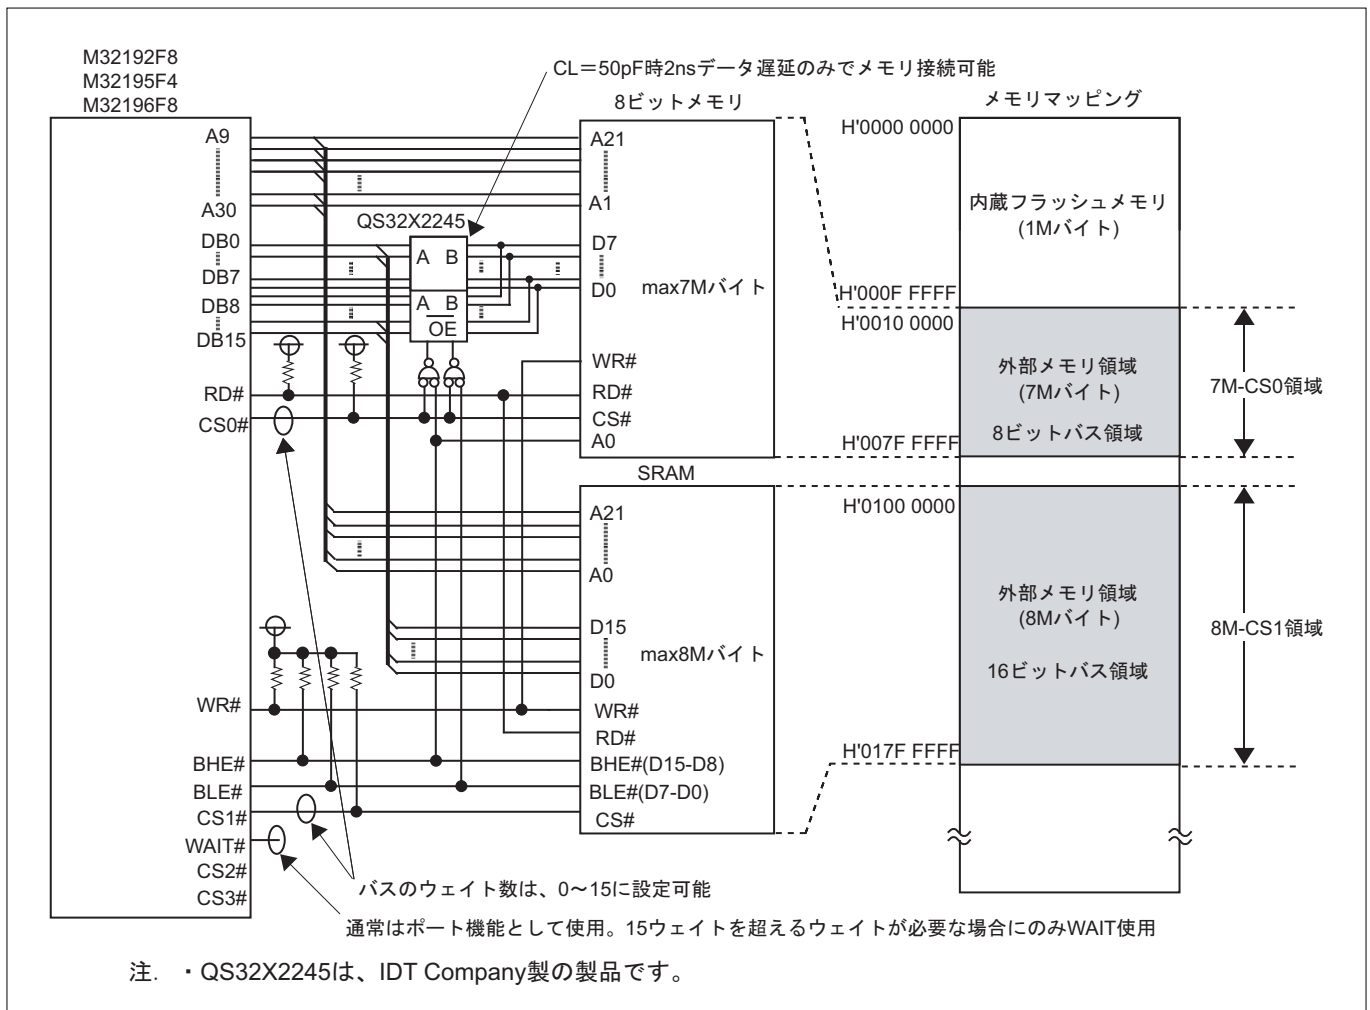 M32192F8
M32195F4
M32196F8
CL＝50pF時2nsデータ遅延のみでメモリ接続可能
8ビットメモリ
メモリマッピング
A9
A30
DB0
DB7
DB8
DB15
RD#
CS0#
WR#
BHE#
BLE#
CS1#
WAIT#
CS2#
CS3#
QS32X2245
A B
A B
OE
A21
A1
D7
D0
max7Mバイト
WR#
RD#
CS#
A0
SRAM
A21
A0
D15
max8Mバイト
D0
WR#
RD#
BHE#(D15-D8)
BLE#(D7-D0)
CS#
H'0000 0000
内蔵フラッシュメモリ
(1Mバイト)
H'000F FFFF
H'0010 0000
外部メモリ領域
(7Mバイト)
8ビットバス領域
7M-CS0領域
H'007F FFFF
H'0100 0000
外部メモリ領域
(8Mバイト)
16ビットバス領域
8M-CS1領域
H'017F FFFF
バスのウェイト数は、0〜15に設定可能
通常はポート機能として使用。15ウェイトを超えるウェイトが必要な場合にのみWAIT使用
注. ・QS32X2245は、IDT Company製の製品です。